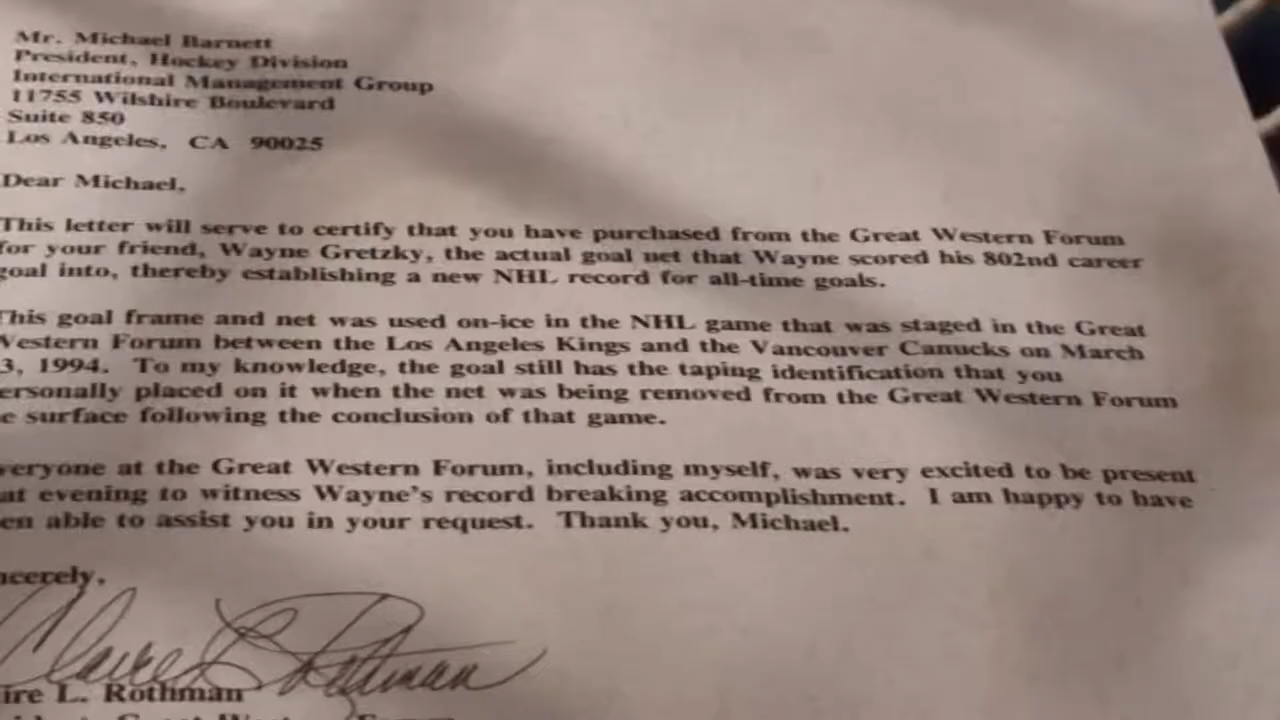 Mr. Michael Barnett
President, Hockey Division
International Management Group
11755 Wilshire Boulevard
Suite 850
Los Angeles, CA 90025
Dear Michael,
This letter will serve to certify that you have purchased from the Great Western Forum
for your friend, Wayne Gretzky, the actual goal net that Wayne scored his 802nd career
goal into, thereby establishing a new NHL record for all-time goals.
This goal frame and net was used on-ice in the NHL game that was staged in the Great
Western Forum between the Los Angeles Kings and the Vancouver Canucks on March
3, 1994. To my knowledge, the goal still has the taping identification that you
ersonally placed on it when the net was being removed from the Great Western Forum
e surface following the conclusion of that game.
veryone at the Great Western Forum, including myself, was very excited to be present
at evening to witness Wayne's record breaking accomplishment. I am happy to have
en able to assist you in your request. Thank you, Michael.
ncerely,
Claire L. Rothman
ire L. Rothman